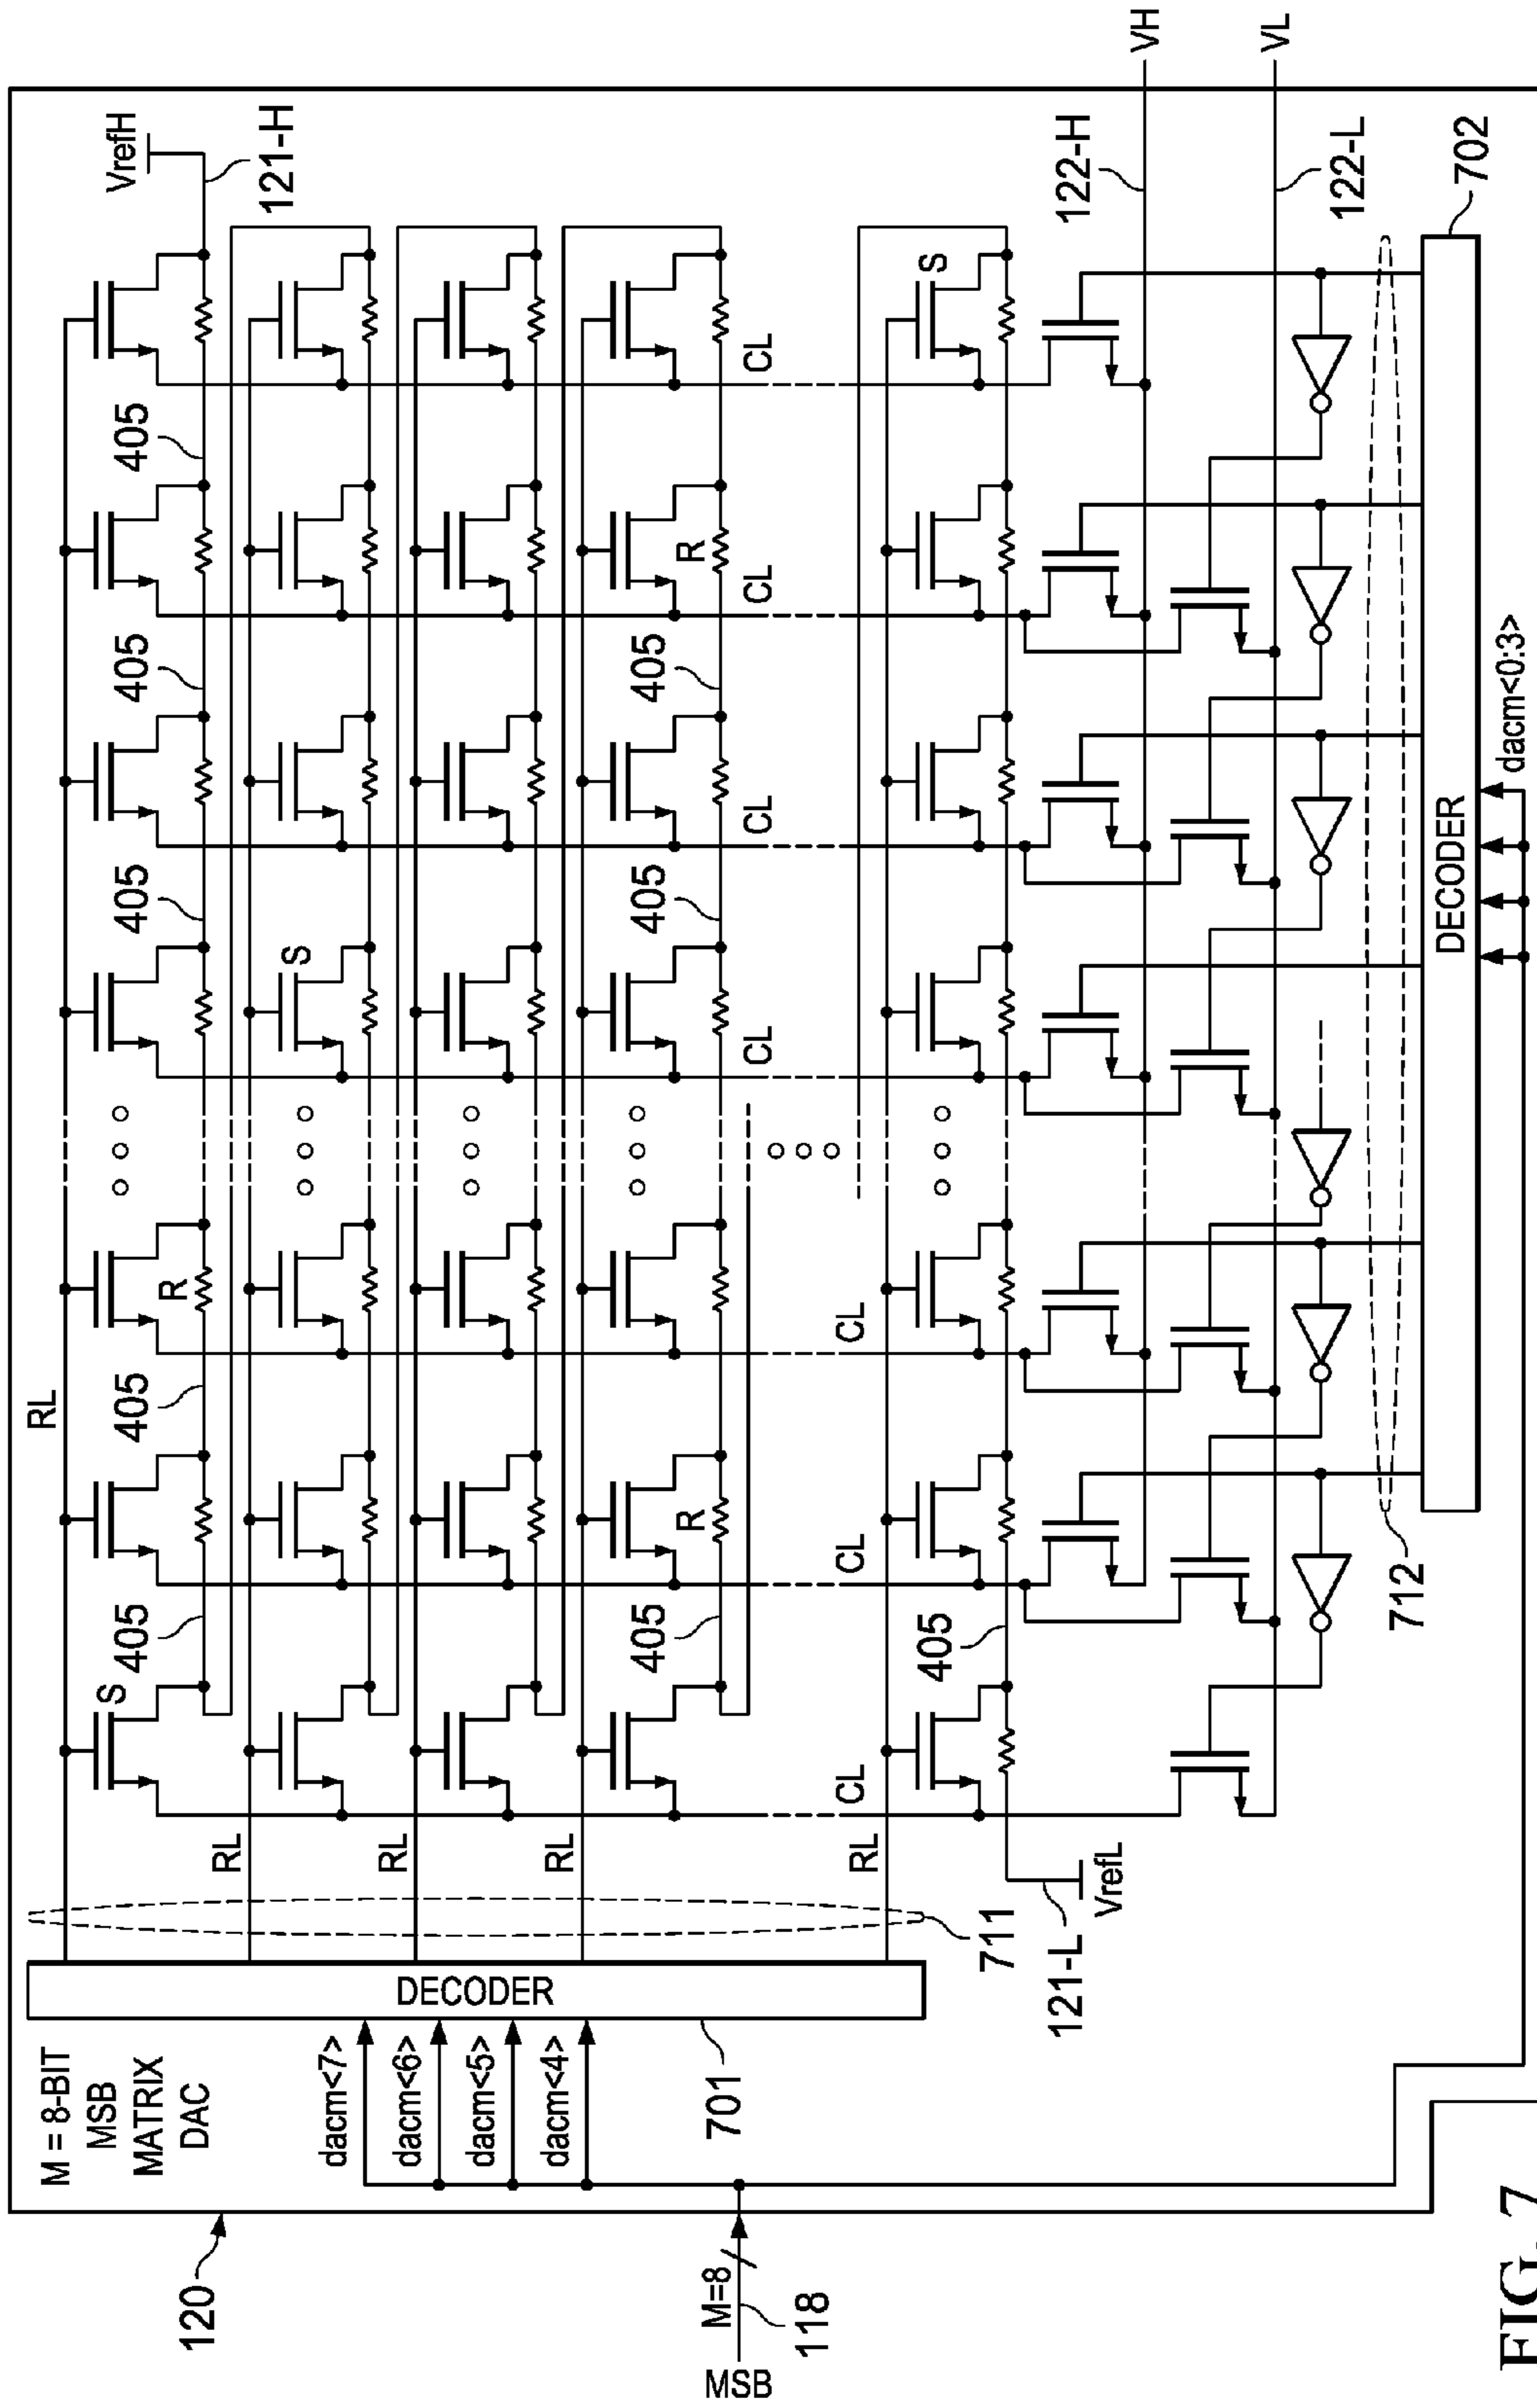 M = 8-BIT
MSB
MATRIX
DAC
120
MSB
M=8
118
dacm<7>
dacm<6>
dacm<5>
dacm<4>
701
DECODER
711
121-L
VrefL
RL
RL
RL
RL
RL
S
405
405
R
405
405
405
VrefH
121-H
S
405
R
405
405
R
CL
CL
CL
CL
CL
CL
CL
405
S
122-H
VH
122-L
VL
712
DECODER
702
dacm<0:3>
FIG. 7